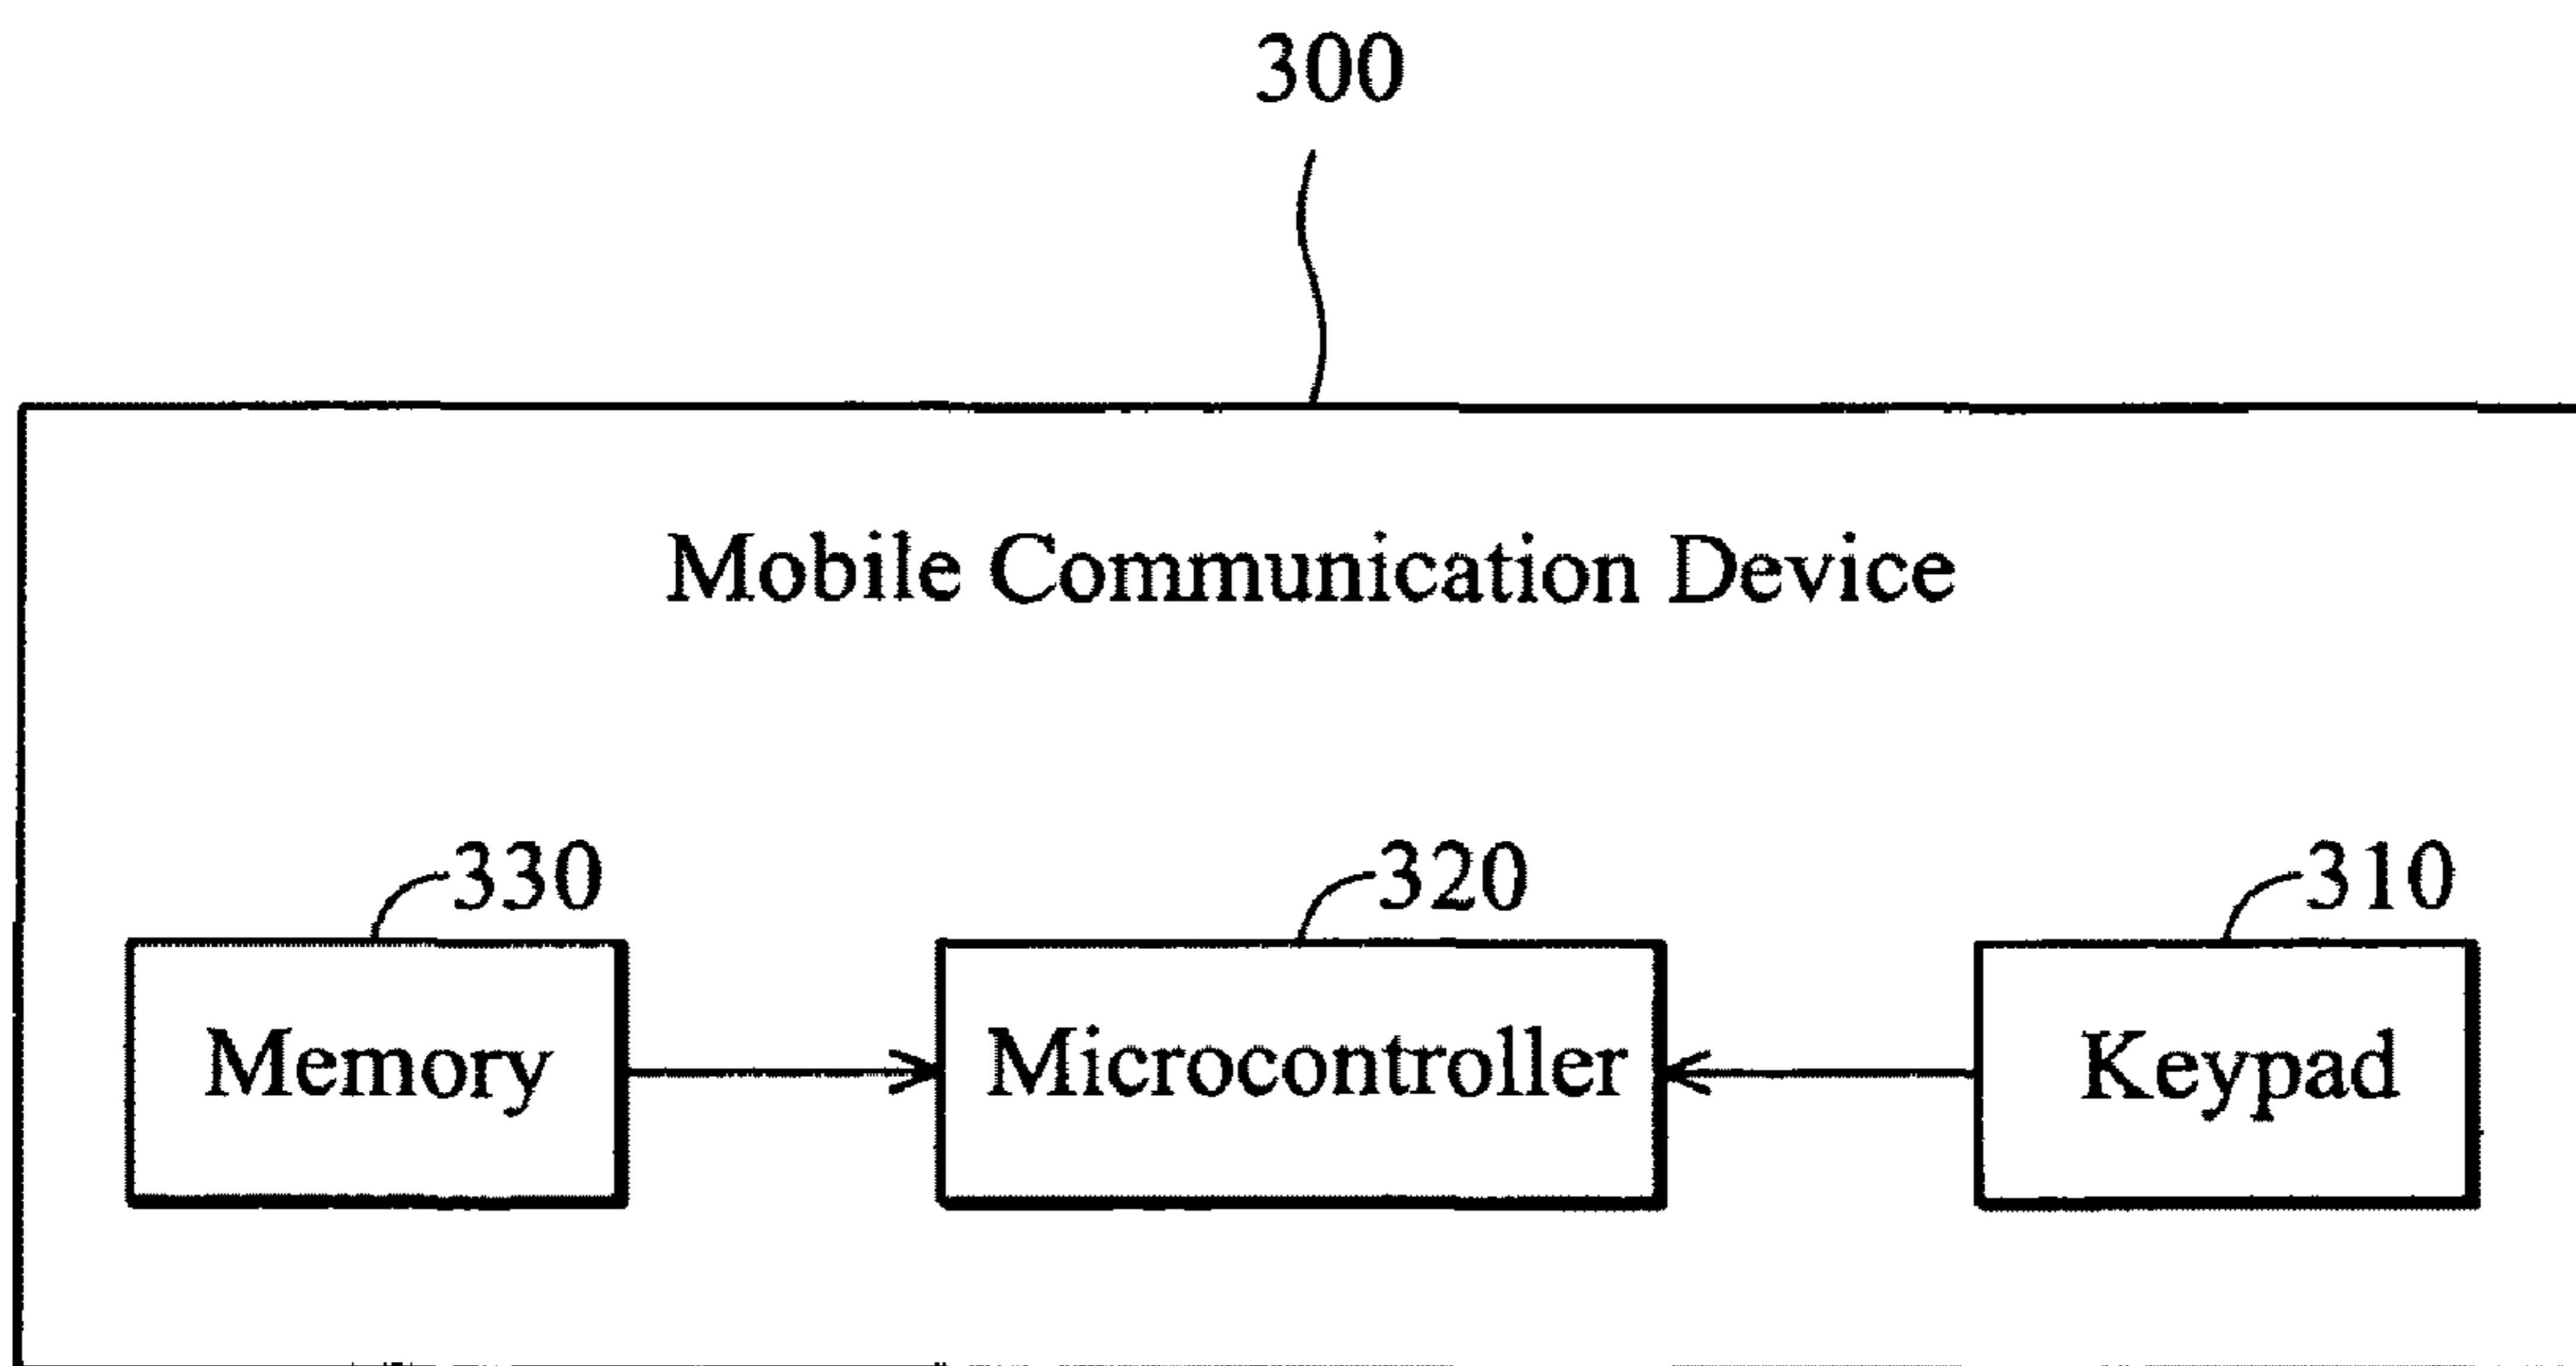 300
Mobile Communication Device
330 320 310
Memory Microcontroller Keypad